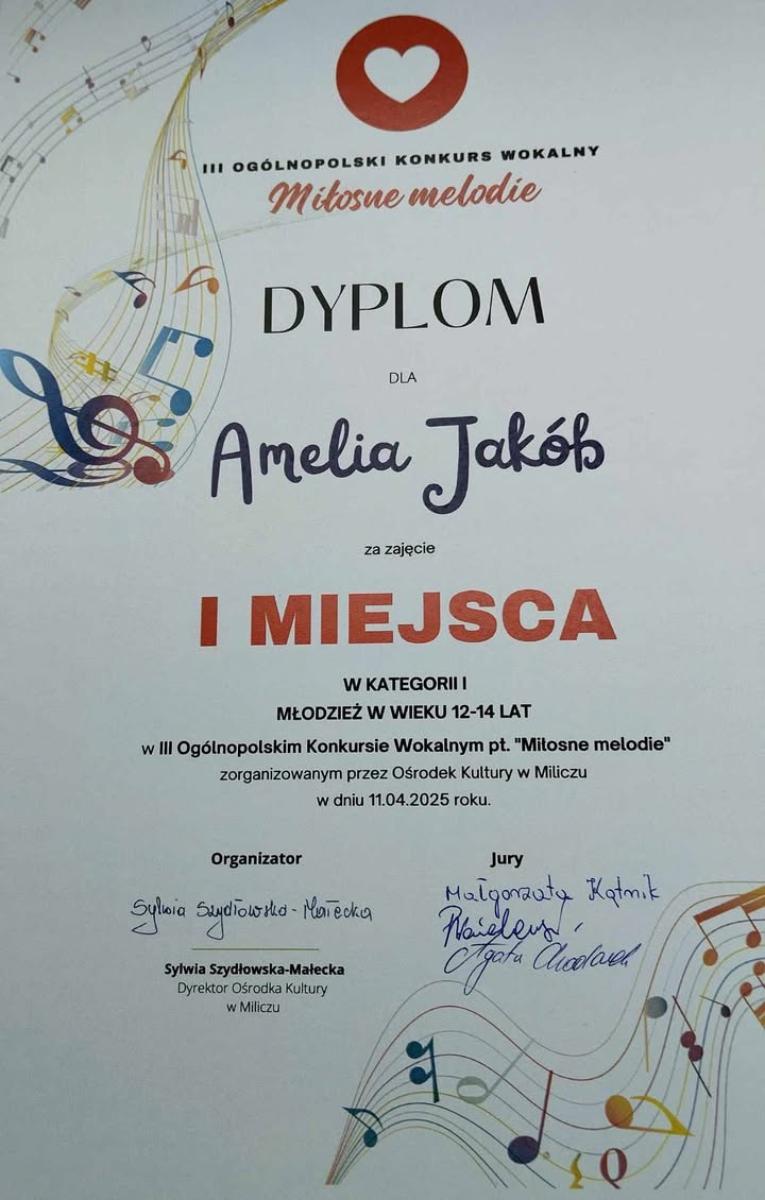 III OGÓLNOPOLSKI KONKURS WOKALNY
Miłosne melodie
DYPLOM
DLA
Amelia Jakób
za zajęcie
I MIEJSCA
W KATEGORII I
MŁODZIEŻ W WIEKU 12-14 LAT
w III Ogólnopolskim Konkursie Wokalnym pt. "Miłosne melodie"
zorganizowanym przez Ośrodek Kultury w Miliczu
w dniu 11.04.2025 roku.
Organizator
Sylwia Szydłowska-Małecka
Sylwia Szydłowska-Małecka
Dyrektor Ośrodka Kultury
w Miliczu
Jury
Małgorzata Kątnik
Agata